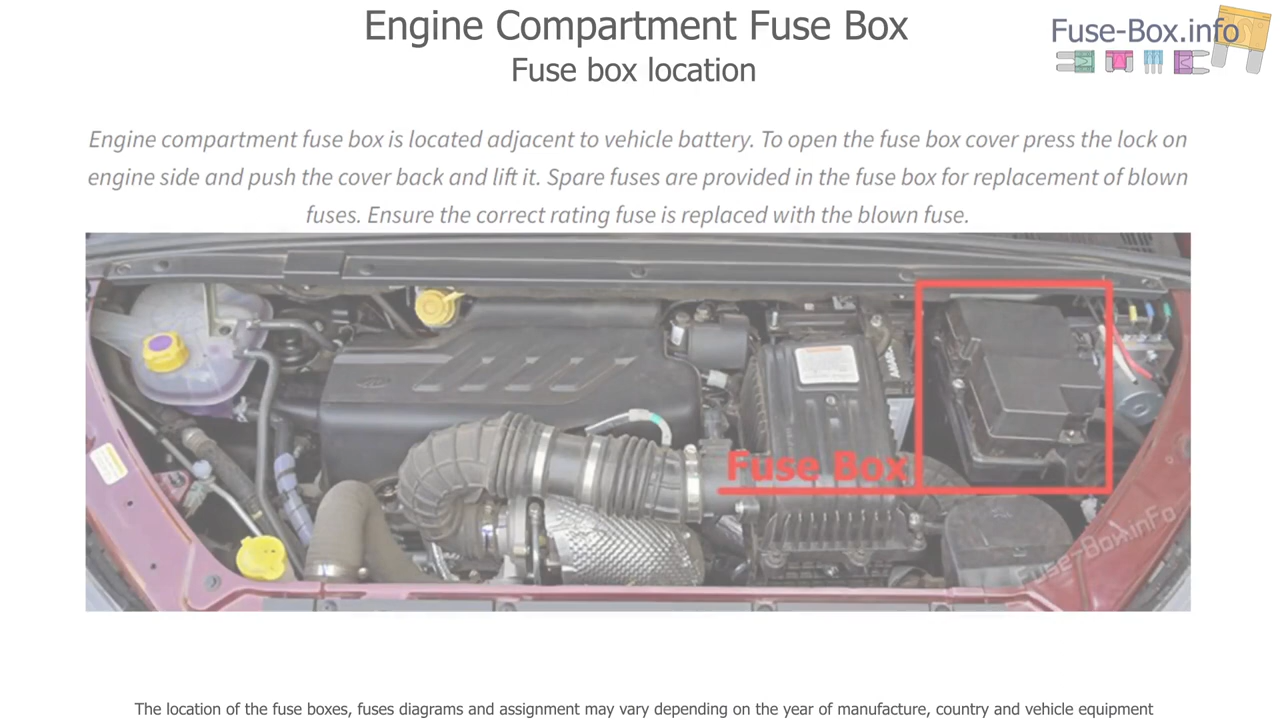 Engine Compartment Fuse Box
Fuse box location
Fuse-Box.info
Engine compartment fuse box is located adjacent to vehicle battery. To open the fuse box cover press the lock on
engine side and push the cover back and lift it. Spare fuses are provided in the fuse box for replacement of blown
fuses. Ensure the correct rating fuse is replaced with the blown fuse.
Fuse Box
Fuse-Box.inFo
The location of the fuse boxes, fuses diagrams and assignment may vary depending on the year of manufacture, country and vehicle equipment